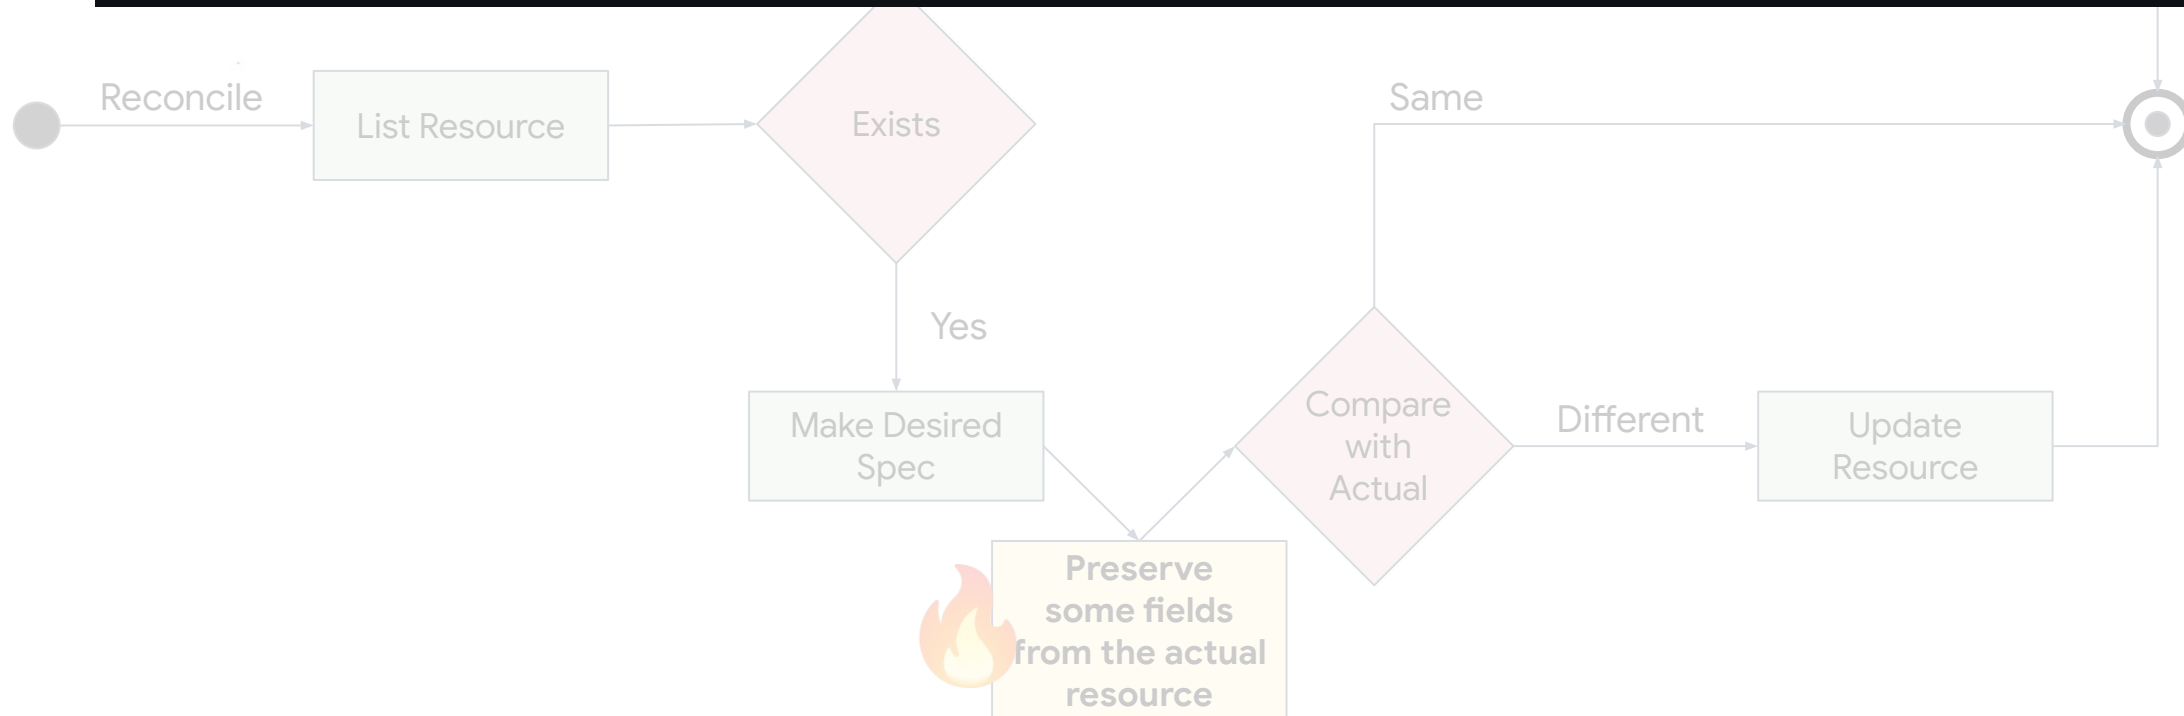 Reconcile
List Resource
Exists
Same
Yes
Make Desired
Spec
Compare
with
Actual
Different
Update
Resource
Preserve
some fields
from the actual
resource